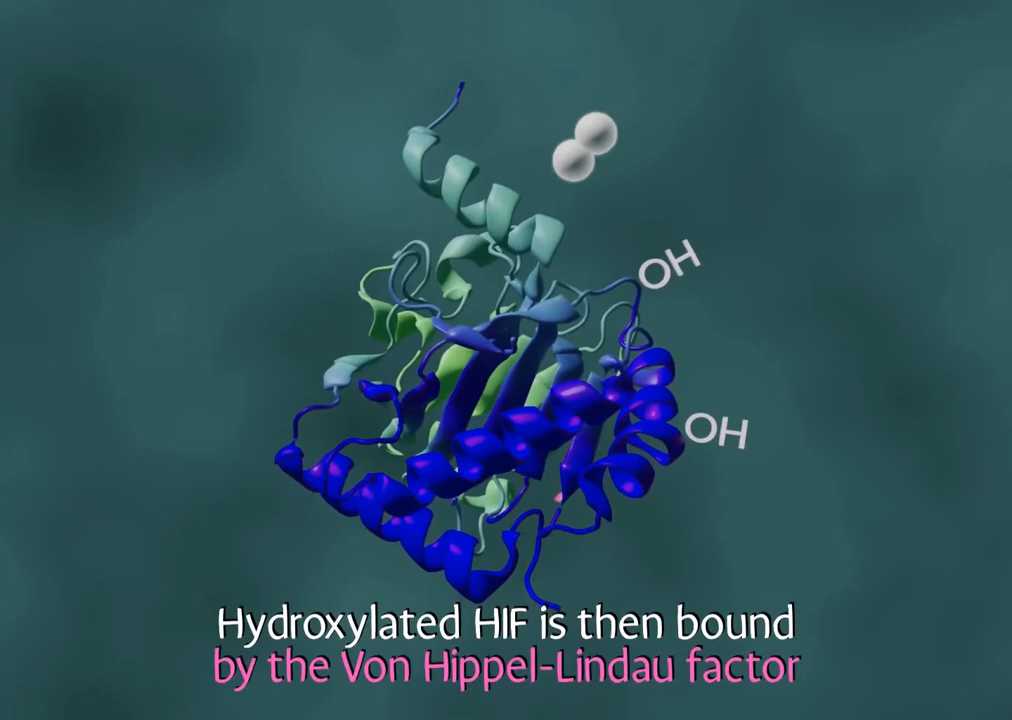 OH
OH
Hydroxylated HIF is then bound
by the Von Hippel-Lindau factor